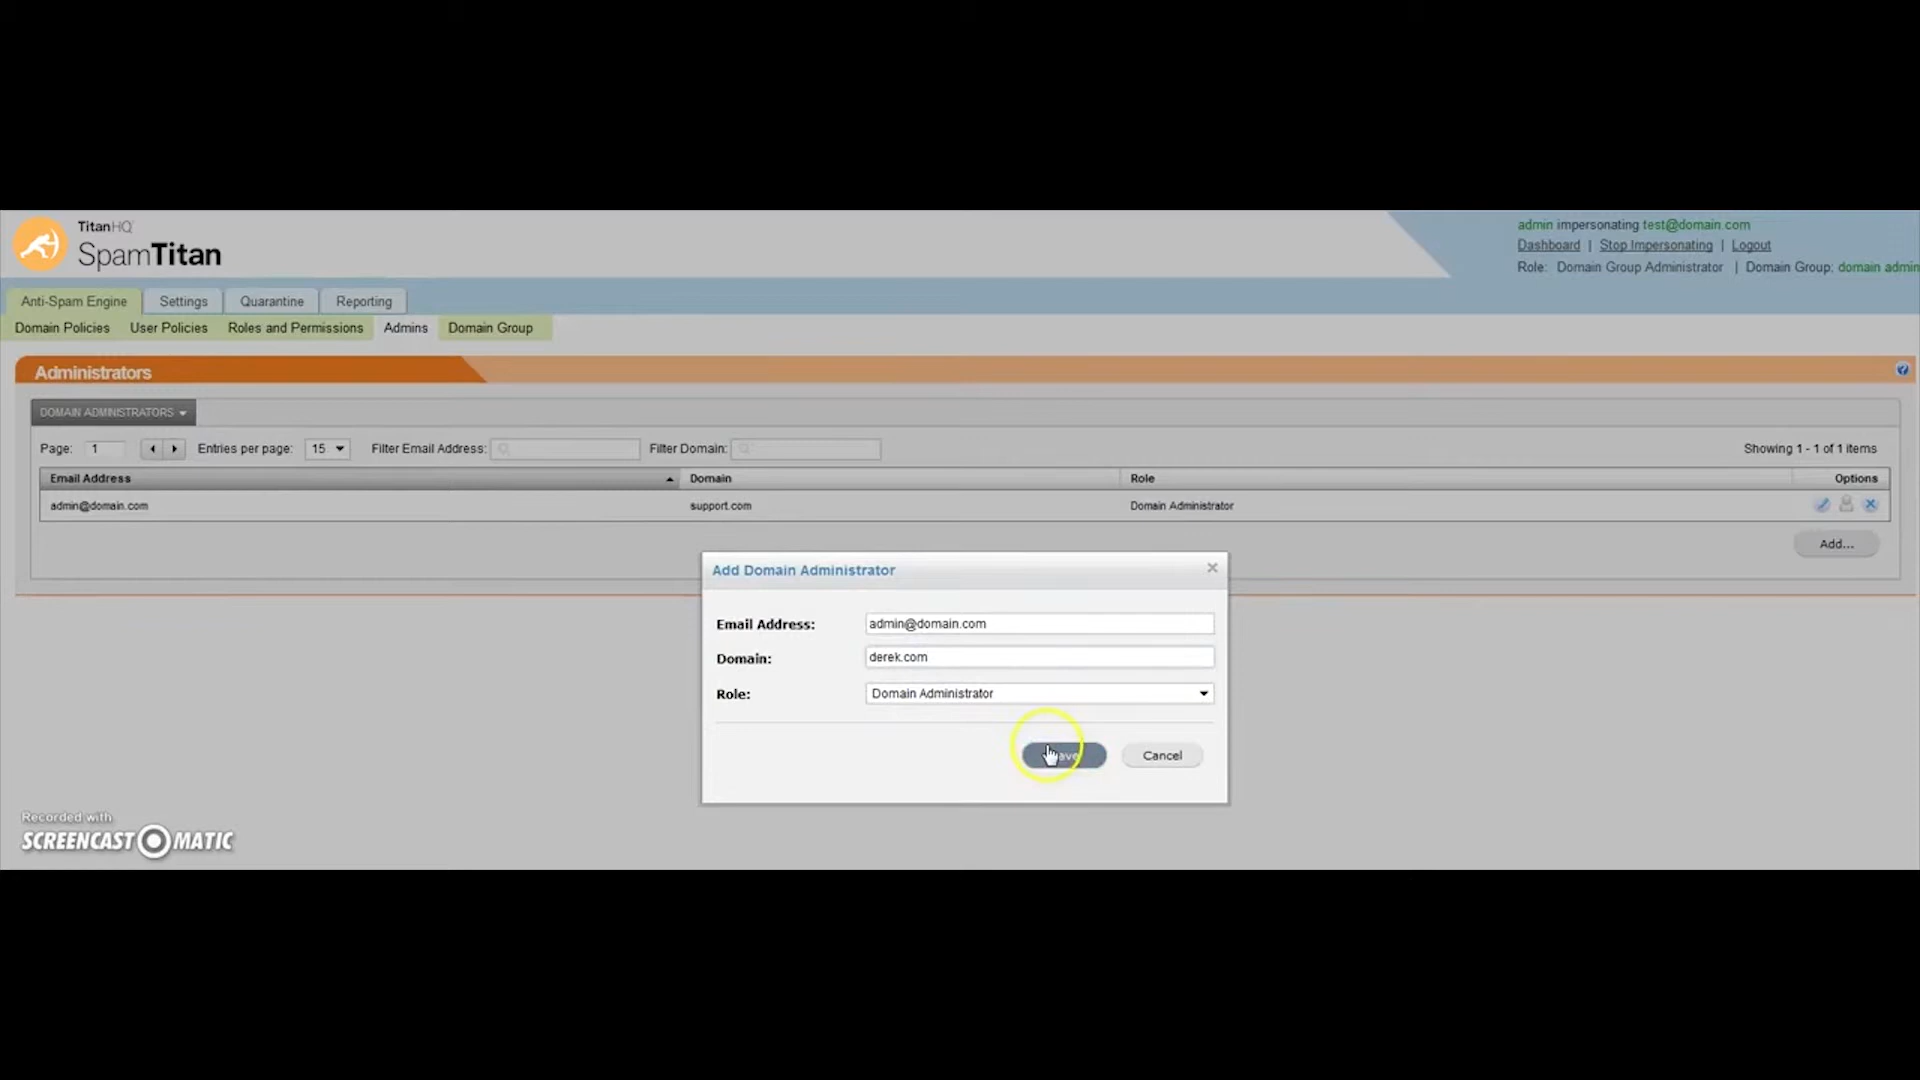 TitanHQ
SpamTitan
admin impersonating test@domain.com
Dashboard | Stop Impersonating | Logout
Role: Domain Group Administrator | Domain Group: domain admin
Anti-Spam Engine Settings Quarantine Reporting
Domain Policies User Policies Roles and Permissions Admins Domain Group
Administrators
DOMAIN ADMINISTRATORS
Page: 1 Entries per page: 15 Filter Email Address: Filter Domain: Showing 1 - 1 of 1 items
Email Address Domain Role Options
admin@domain.com support.com Domain Administrator
Add...
Add Domain Administrator
Email Address: admin@domain.com
Domain: derek.com
Role: Domain Administrator
Cancel
Recorded with
SCREENCAST MATIC